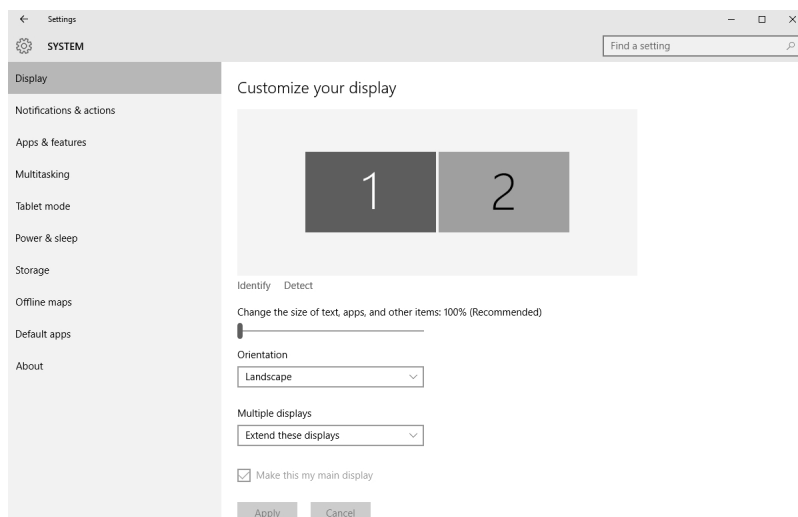 Settings
SYSTEM
Find a setting
Display
Notifications & actions
Apps & features
Multitasking
Tablet mode
Power & sleep
Storage
Offline maps
Default apps
About
Customize your display
1 2
Identify Detect
Change the size of text, apps, and other items: 100% (Recommended)
Orientation
Landscape
Multiple displays
Extend these displays
Make this my main display
Apply Cancel